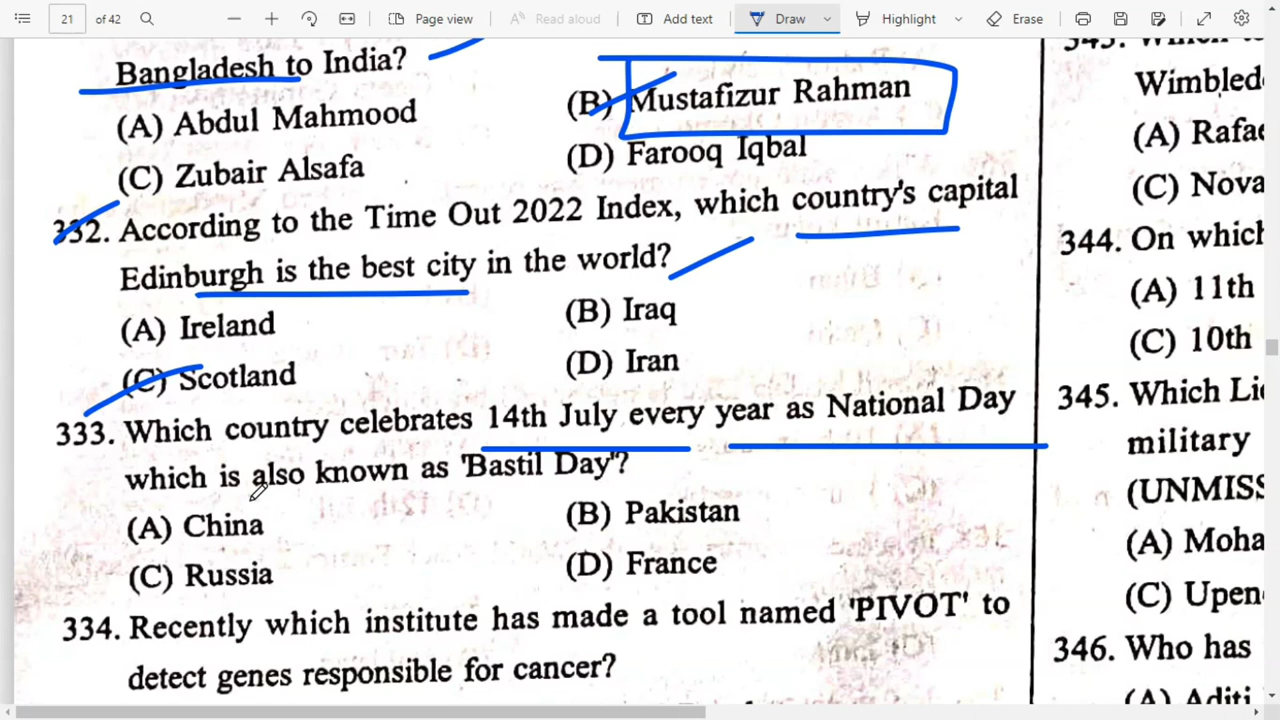 21 of 42
Page view
Read aloud
Add text
Draw
Highlight
Erase
Bangladesh to India?
(A) Abdul Mahmood
(B) Mustafizur Rahman
(C) Zubair Alsafa
(D) Farooq Iqbal
332. According to the Time Out 2022 Index, which country's capital
Edinburgh is the best city in the world?
(A) Ireland
(B) Iraq
(C) Scotland
(D) Iran
333. Which country celebrates 14th July every year as National Day
which is also known as 'Bastil Day'?
(A) China
(B) Pakistan
(C) Russia
(D) France
334. Recently which institute has made a tool named 'PIVOT' to
detect genes responsible for cancer?
Wimbled
(A) Rafae
(C) Nova
344. On which
(A) 11th
(C) 10th
345. Which Li
military
(UNMISS
(A) Moha
(C) Upen
346. Who has
(A) Aditi